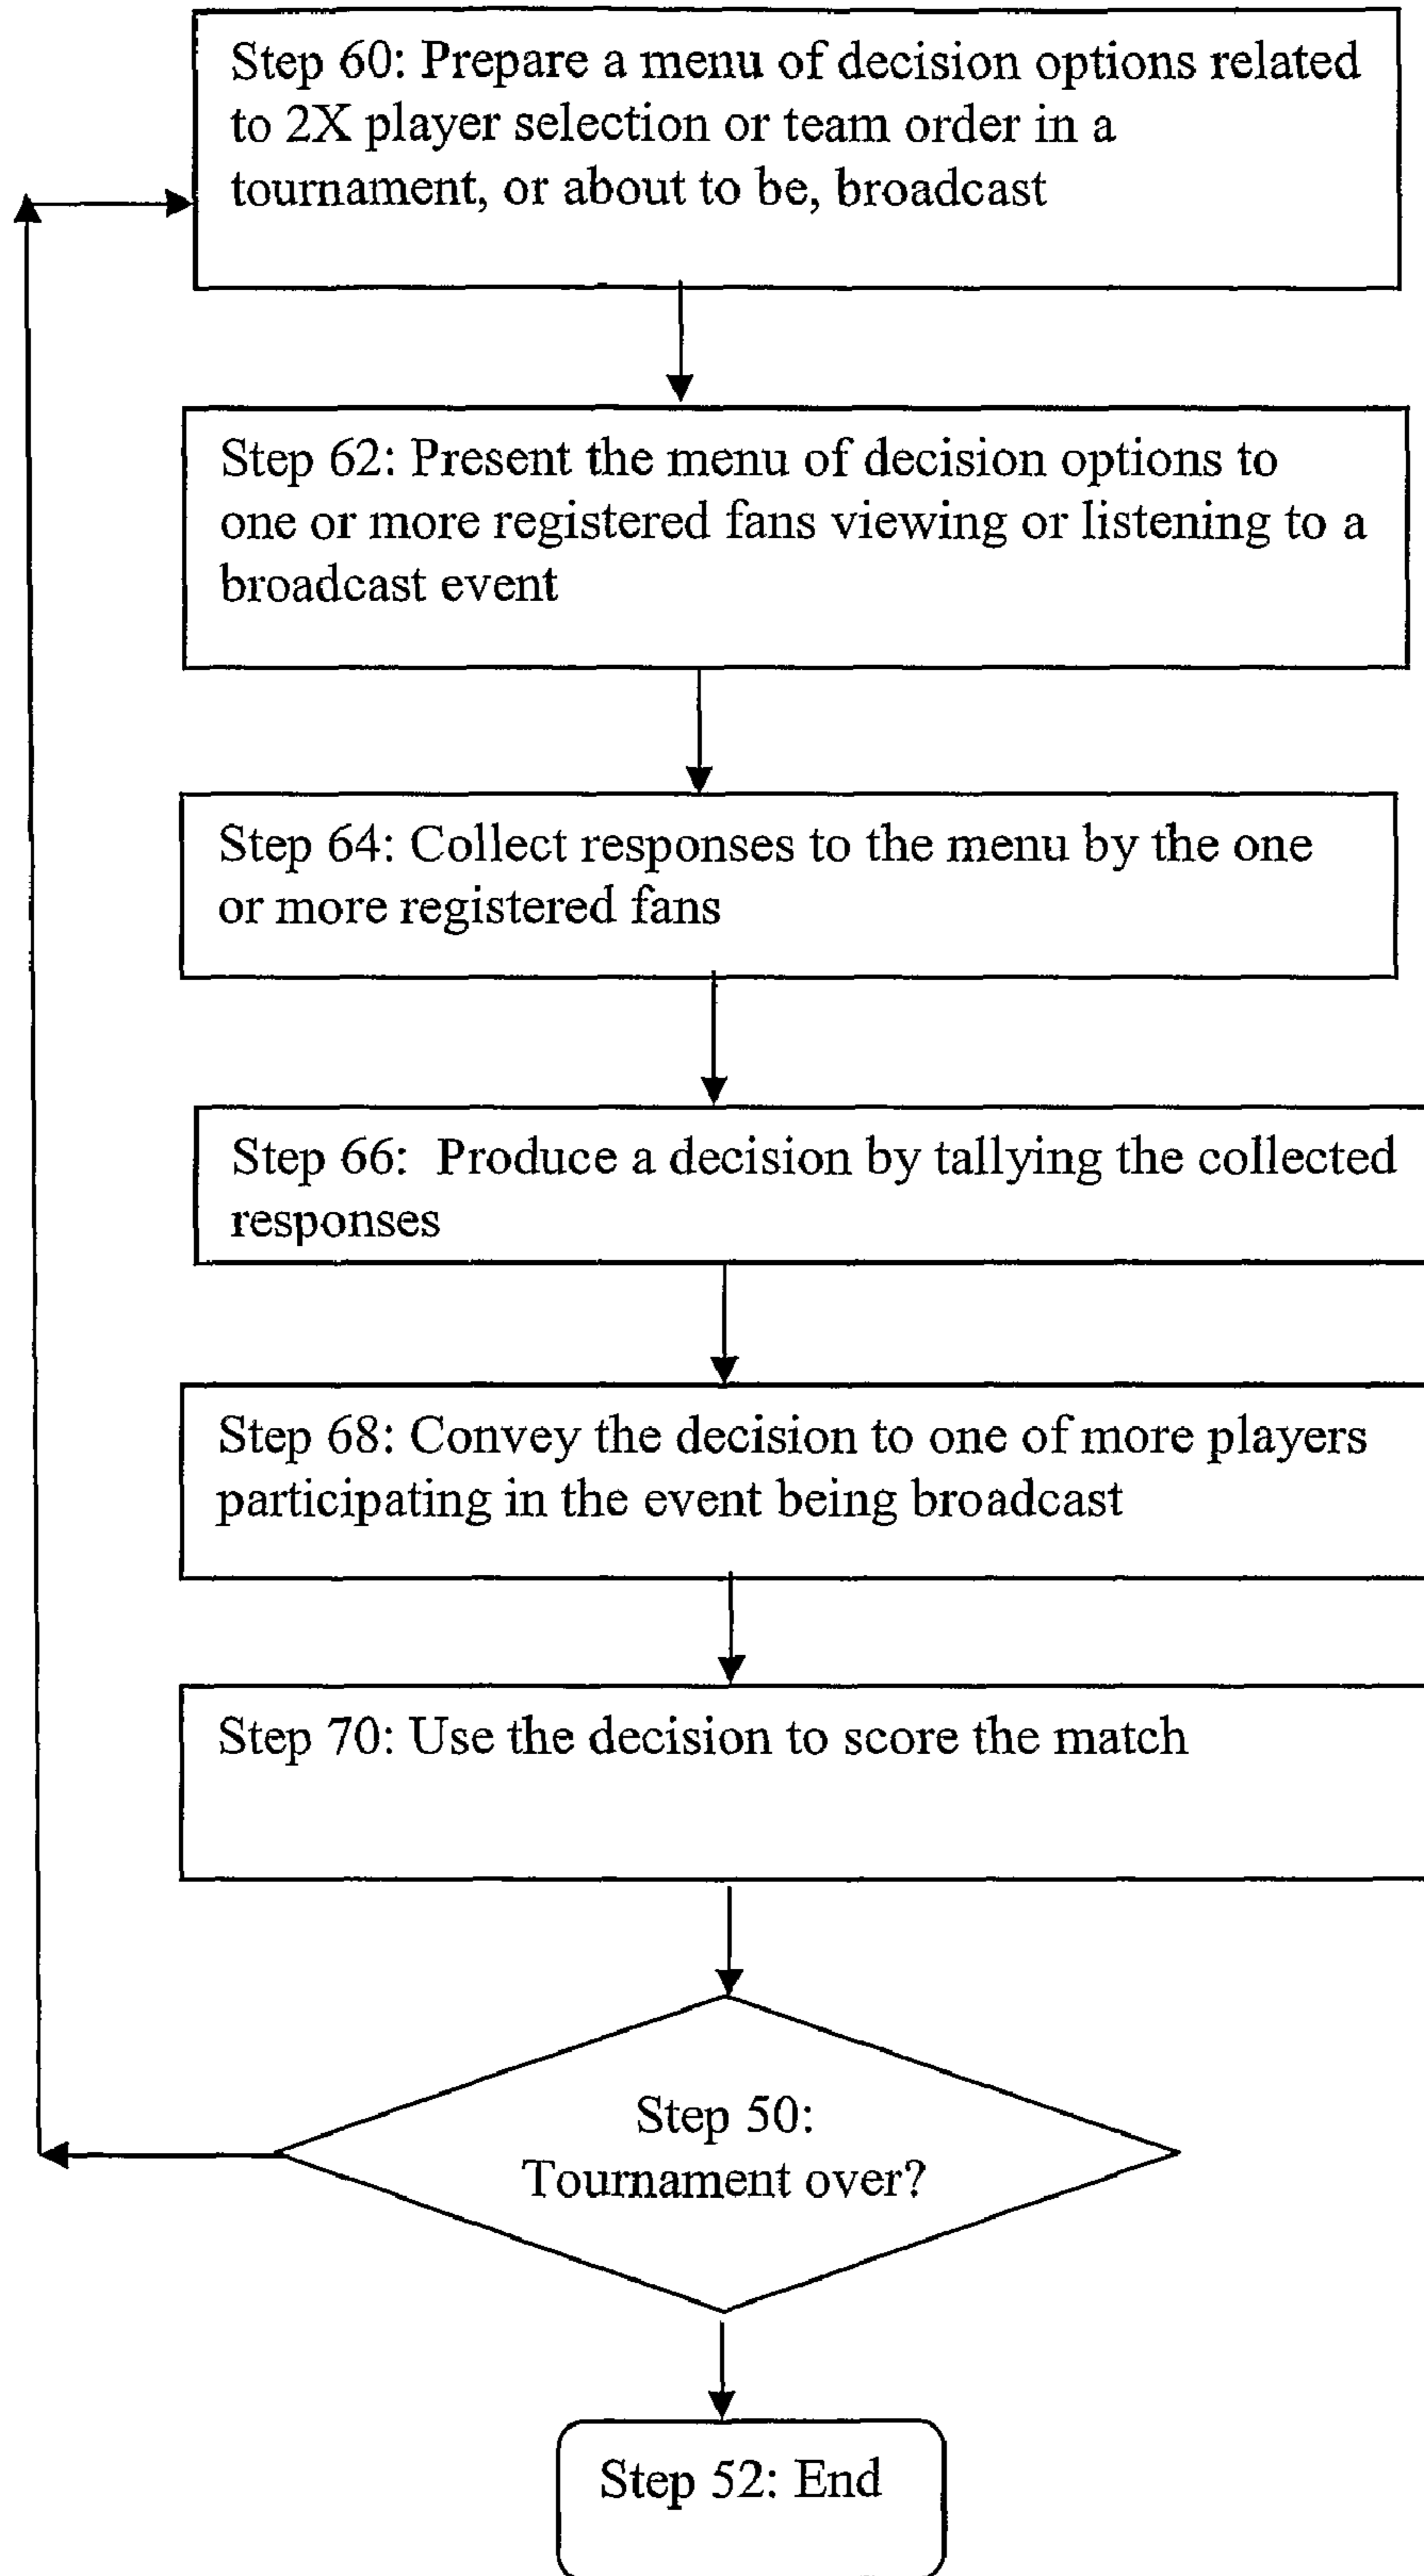 Step 60: Prepare a menu of decision options related
to 2X player selection or team order in a
tournament, or about to be, broadcast
Step 62: Present the menu of decision options to
one or more registered fans viewing or listening to a
broadcast event
Step 64: Collect responses to the menu by the one
or more registered fans
Step 66: Produce a decision by tallying the collected
responses
Step 68: Convey the decision to one of more players
participating in the event being broadcast
Step 70: Use the decision to score the match
Step 50:
Tournament over?
Step 52: End